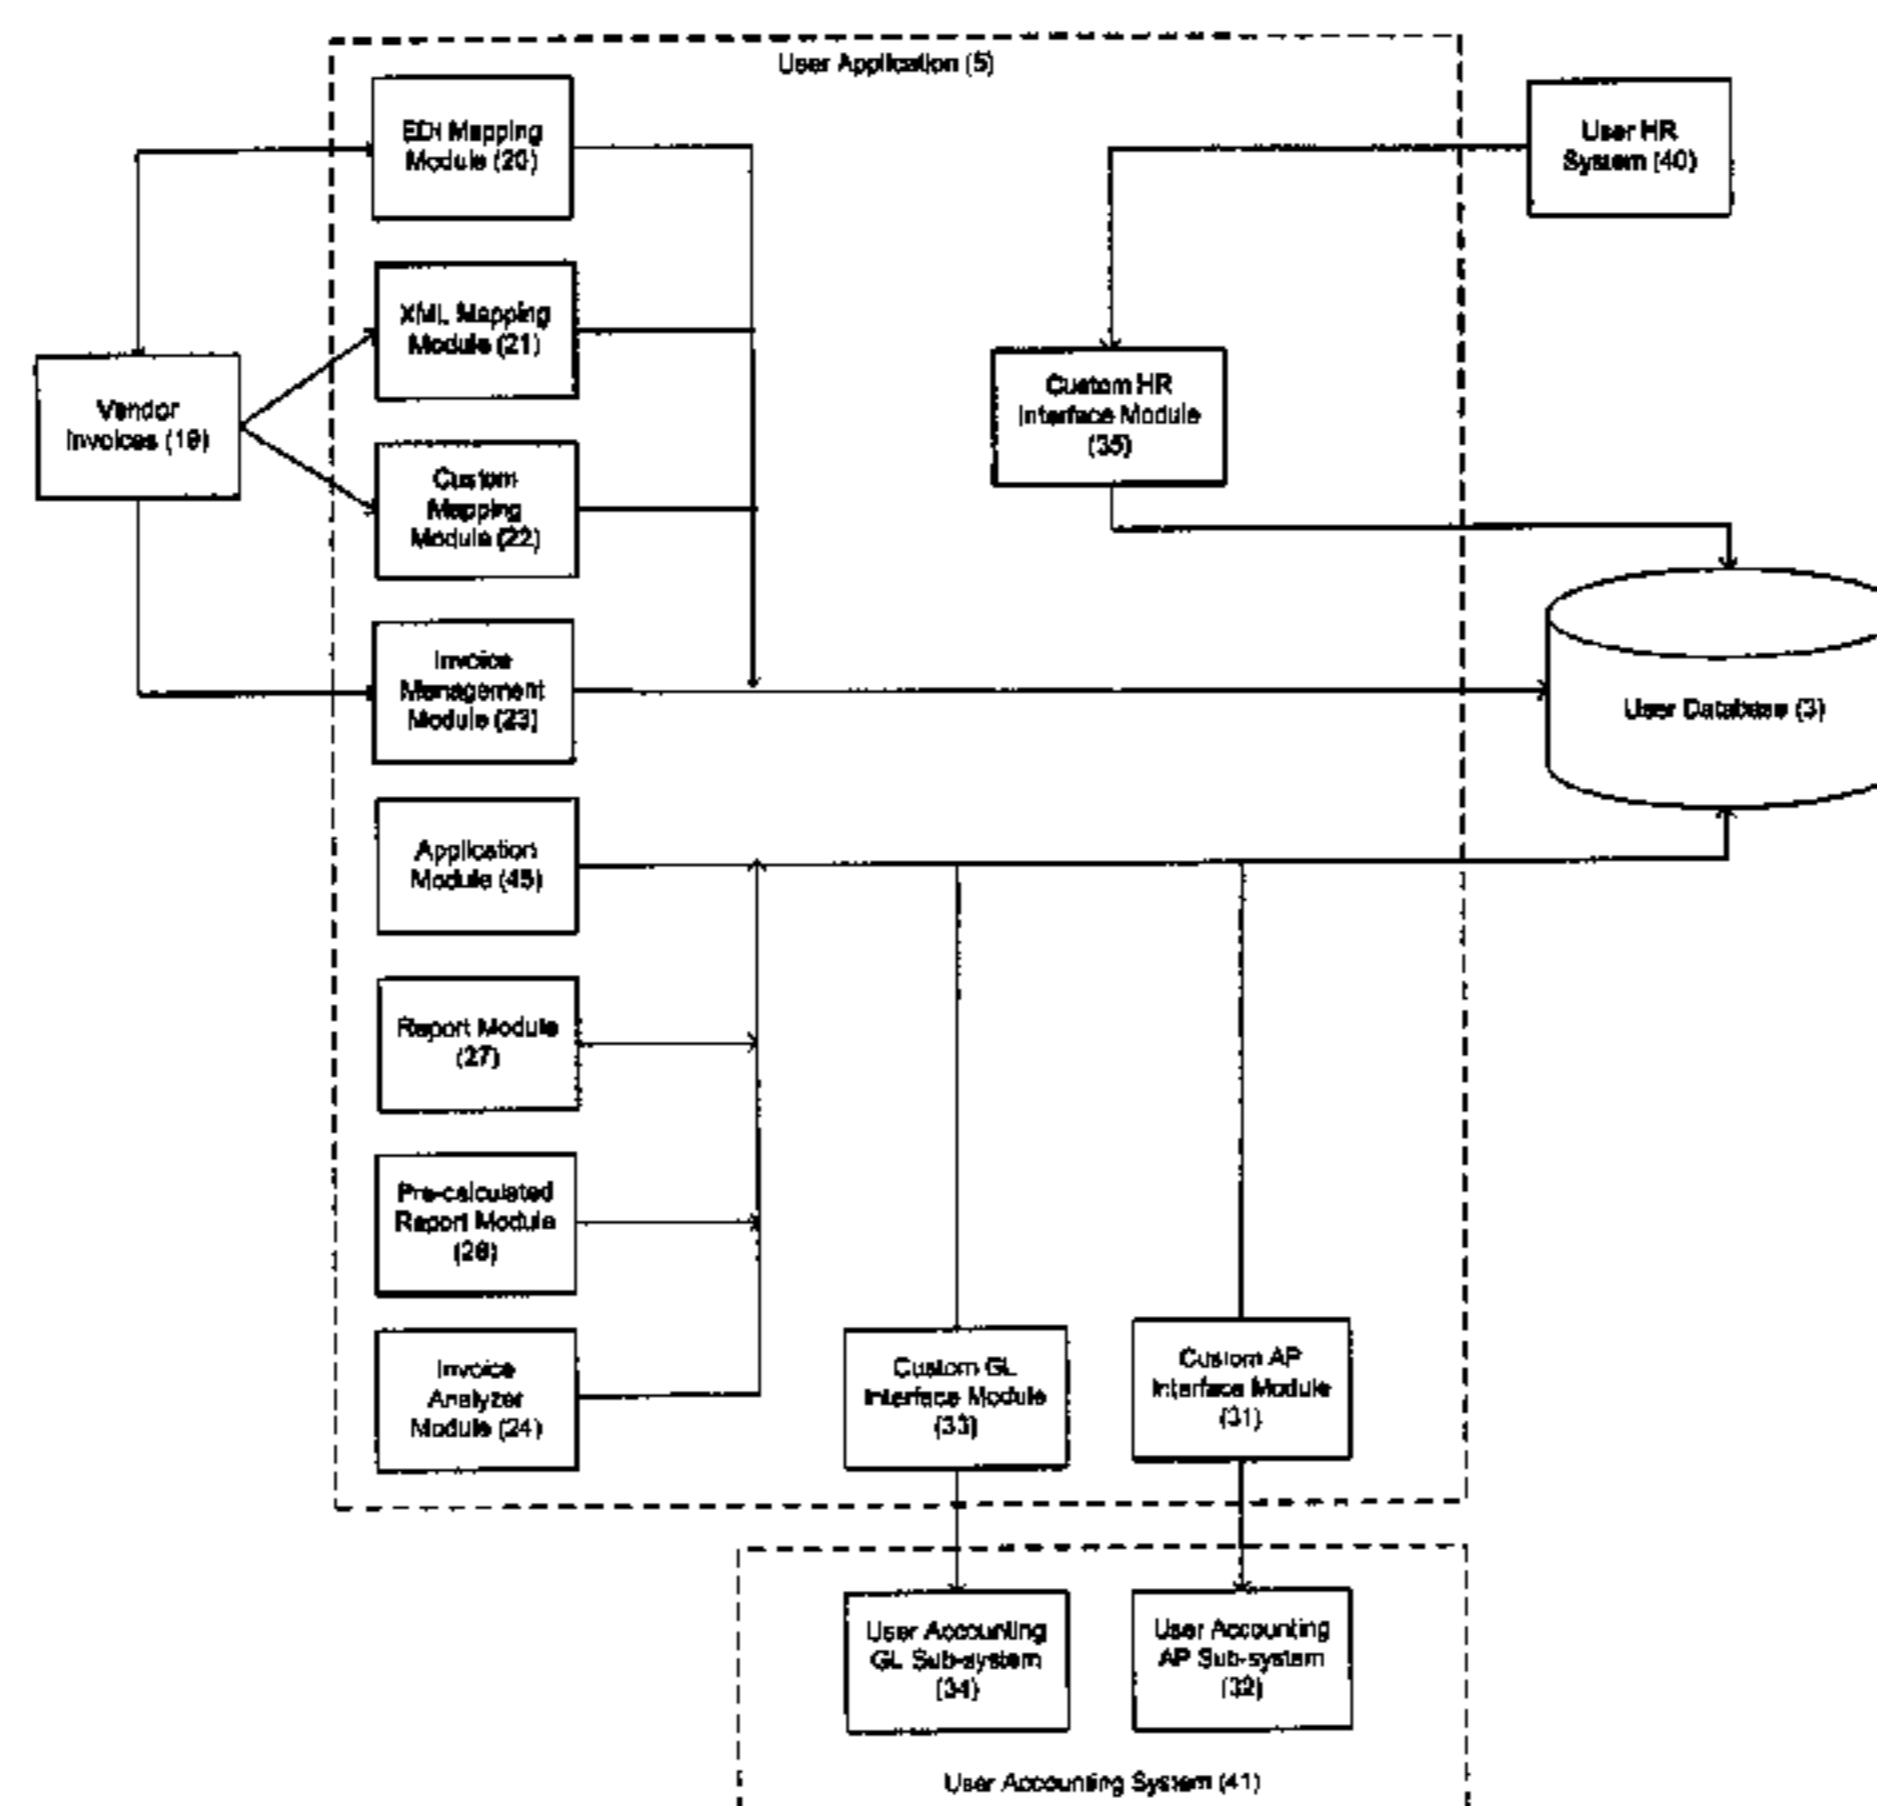 User Application (5)
EDI Mapping
Module (20)
User HR
System (40)
XML Mapping
Module (21)
Custom HR
Interface Module
(35)
Vendor
Invoices (19)
Custom
Mapping
Module (22)
Invoice
Management
Module (23)
User Database (3)
Application
Module (45)
Report Module
(27)
Pre-calculated
Report Module
(28)
Invoice
Analyzer
Module (24)
Custom GL
Interface Module
(33)
Custom AP
Interface Module
(31)
User Accounting
GL Sub-system
(34)
User Accounting
AP Sub-system
(32)
User Accounting System (41)